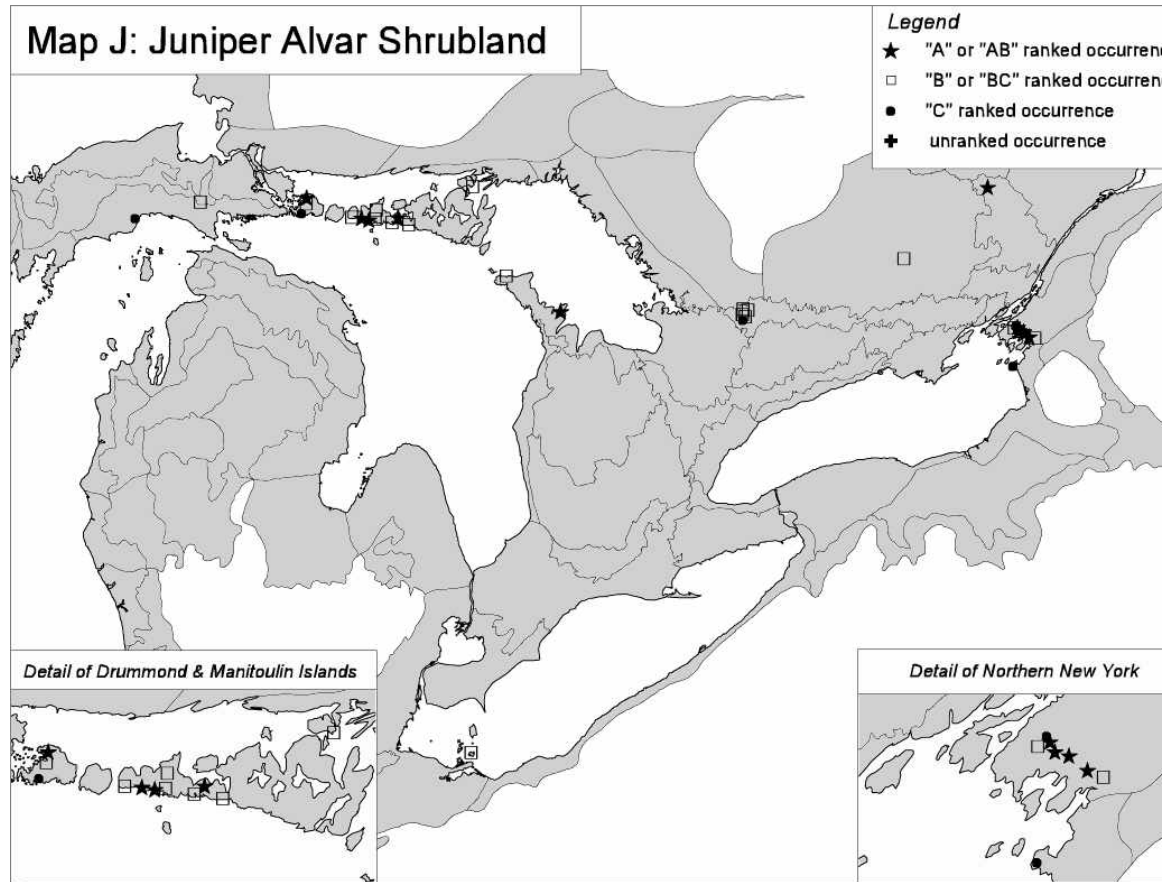 Map J: Juniper Alvar Shrubland
Legend
"A" or "AB" ranked occurrence
"B" or "BC" ranked occurrence
"C" ranked occurrence
unranked occurrence
Detail of Drummond & Manitoulin Islands
Detail of Northern New York